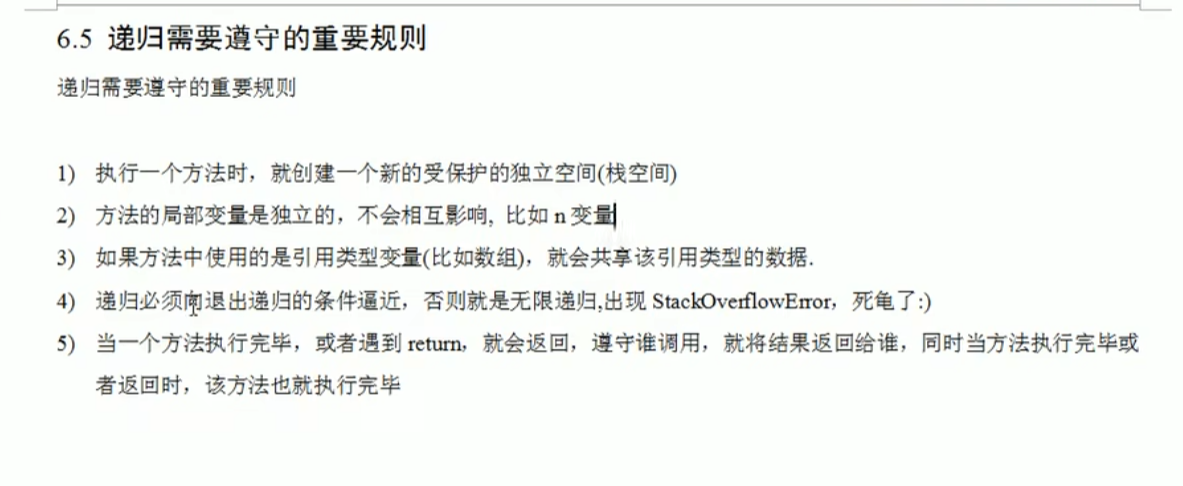 6.5 递归需要遵守的重要规则
递归需要遵守的重要规则
1) 执行一个方法时，就创建一个新的受保护的独立空间(栈空间)
2) 方法的局部变量是独立的，不会相互影响, 比如 n 变量
3) 如果方法中使用的是引用类型变量(比如数组)，就会共享该引用类型的数据.
4) 递归必须向退出递归的条件逼近，否则就是无限递归,出现 StackOverflowError，死龟了:)
5) 当一个方法执行完毕，或者遇到 return，就会返回，遵守谁调用，就将结果返回给谁，同时当方法执行完毕或
者返回时，该方法也就执行完毕